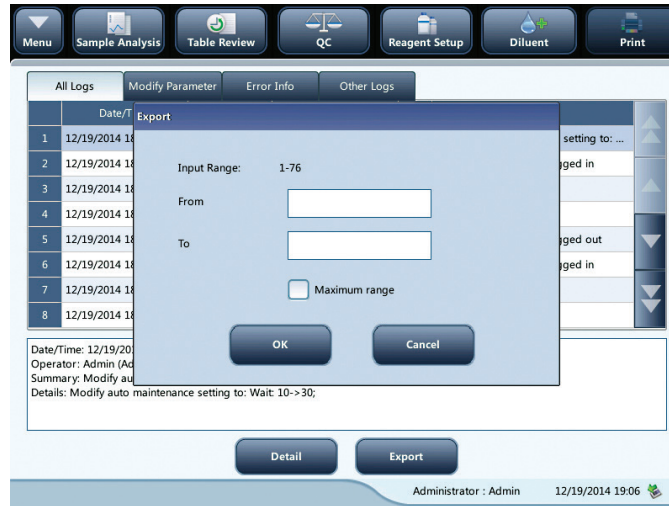 Menu Sample Analysis Table Review QC Reagent Setup Diluent Print
All Logs Modify Parameter Error Info Other Logs
Date/T
Export
1 12/19/2014 18 setting to: ...
2 12/19/2014 18 gged in
Input Range: 1-76
3 12/19/2014 18
From
4 12/19/2014 18
To
5 12/19/2014 18 gged out
6 12/19/2014 18 gged in
7 12/19/2014 18
Maximum range
8 12/19/2014 18
OK Cancel
Date/Time: 12/19/20
Operator: Admin (Ad
Summary: Modify au
Details: Modify auto maintenance setting to: Wait: 10->30;
Detail Export
Administrator : Admin 12/19/2014 19:06